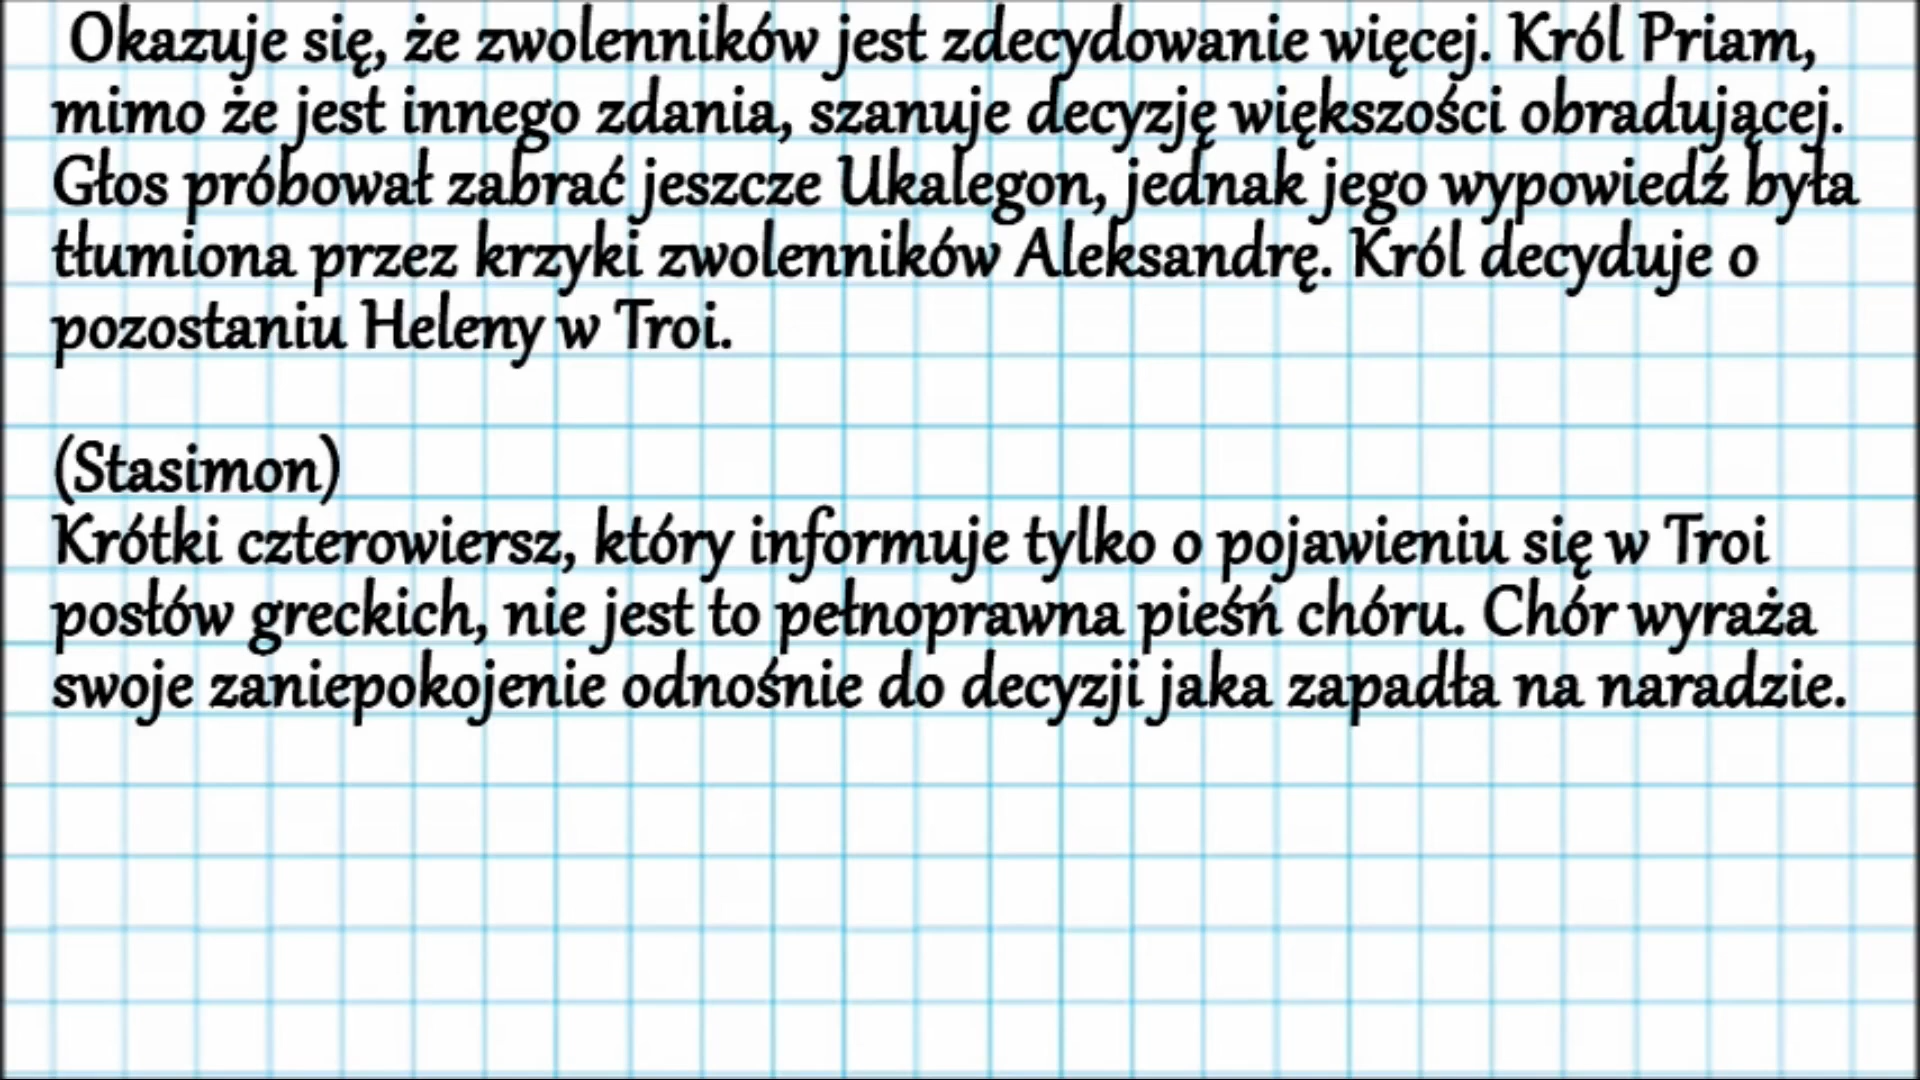 Okazuje się, że zwolenników jest zdecydowanie więcej. Król Priam,
mimo że jest innego zdania, szanuje decyzję większości obradującej.
Głos próbował zabrać jeszcze Ukalegon, jednak jego wypowiedź była
tłumiona przez krzyki zwolenników Aleksandrę. Król decyduje o
pozostaniu Heleny w Troi.
(Stasimon)
Krótki czterowiersz, który informuje tylko o pojawieniu się w Troi
posłów greckich, nie jest to pełnoprawna pieśń chóru. Chór wyraża
swoje zaniepokojenie odnośnie do decyzji jaka zapadła na naradzie.